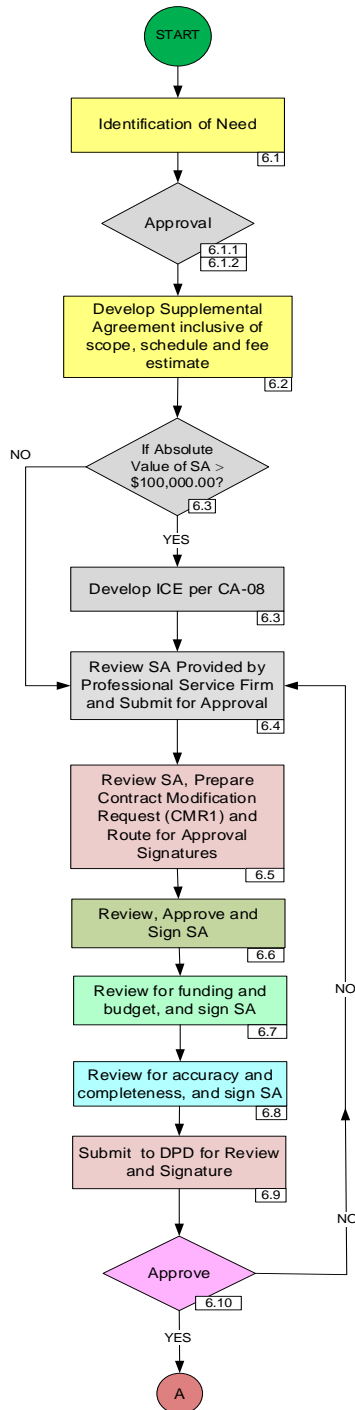 START
Identification of Need
6.1
Approval
6.1.1
6.1.2
Develop Supplemental
Agreement inclusive of
scope, schedule and fee
estimate
6.2
If Absolute
Value of SA >
$100,000.00?
6.3
NO
YES
Develop ICE per CA-08
6.3
Review SA Provided by
Professional Service Firm
and Submit for Approval
6.4
Review SA, Prepare
Contract Modification
Request (CMR1) and
Route for Approval
Signatures
6.5
Review, Approve and
Sign SA
6.6
Review for funding and
budget, and sign SA
6.7
NO
Review for accuracy and
completeness, and sign SA
6.8
Submit to DPD for Review
and Signature
6.9
NO
Approve
6.10
YES
A